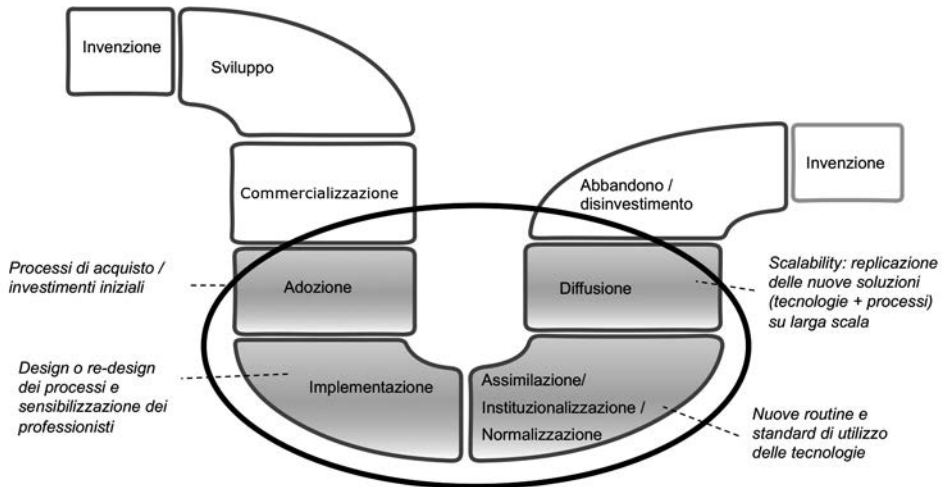 Invenzione
Sviluppo
Commercializzazione
Processi di acquisto /
investimenti iniziali
Adozione
Design o re-design
dei processi e
sensibilizzazione dei
professionisti
Implementazione
Assimilazione/
Instituzionalizzazione /
Normalizzazione
Nuove routine e
standard di utilizzo
delle tecnologie
Diffusione
Scalability: replicazione
delle nuove soluzioni
(tecnologie + processi)
su larga scala
Abbandono /
disinvestimento
Invenzione